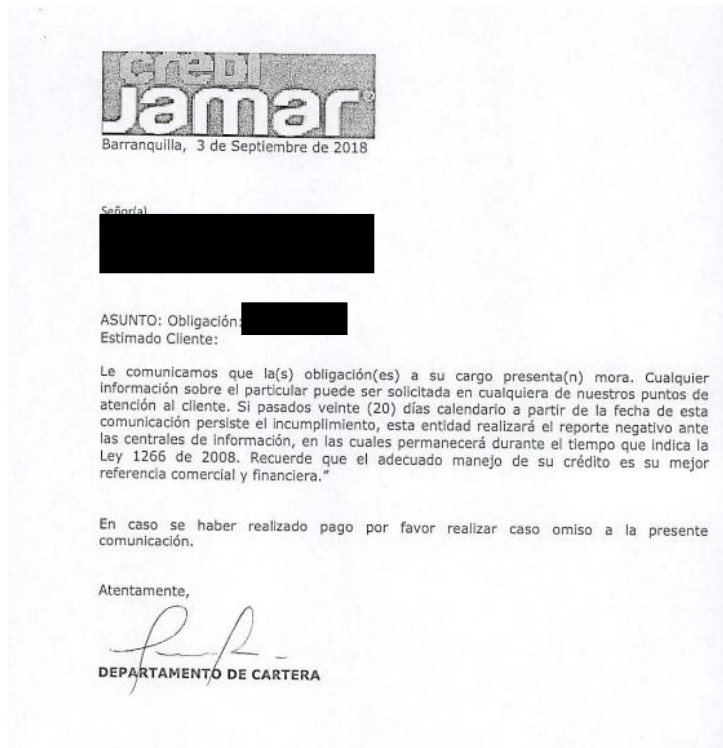 credi
Jamar®
Barranquilla, 3 de Septiembre de 2018
Señor(a)
ASUNTO: Obligación:
Estimado Cliente:
Le comunicamos que la(s) obligación(es) a su cargo presenta(n) mora. Cualquier
información sobre el particular puede ser solicitada en cualquiera de nuestros puntos de
atención al cliente. Si pasados veinte (20) días calendario a partir de la fecha de esta
comunicación persiste el incumplimiento, esta entidad realizará el reporte negativo ante
las centrales de información, en las cuales permanecerá durante el tiempo que indica la
Ley 1266 de 2008. Recuerde que el adecuado manejo de su crédito es su mejor
referencia comercial y financiera.”
En caso se haber realizado pago por favor realizar caso omiso a la presente
comunicación.
Atentamente,
DEPARTAMENTO DE CARTERA